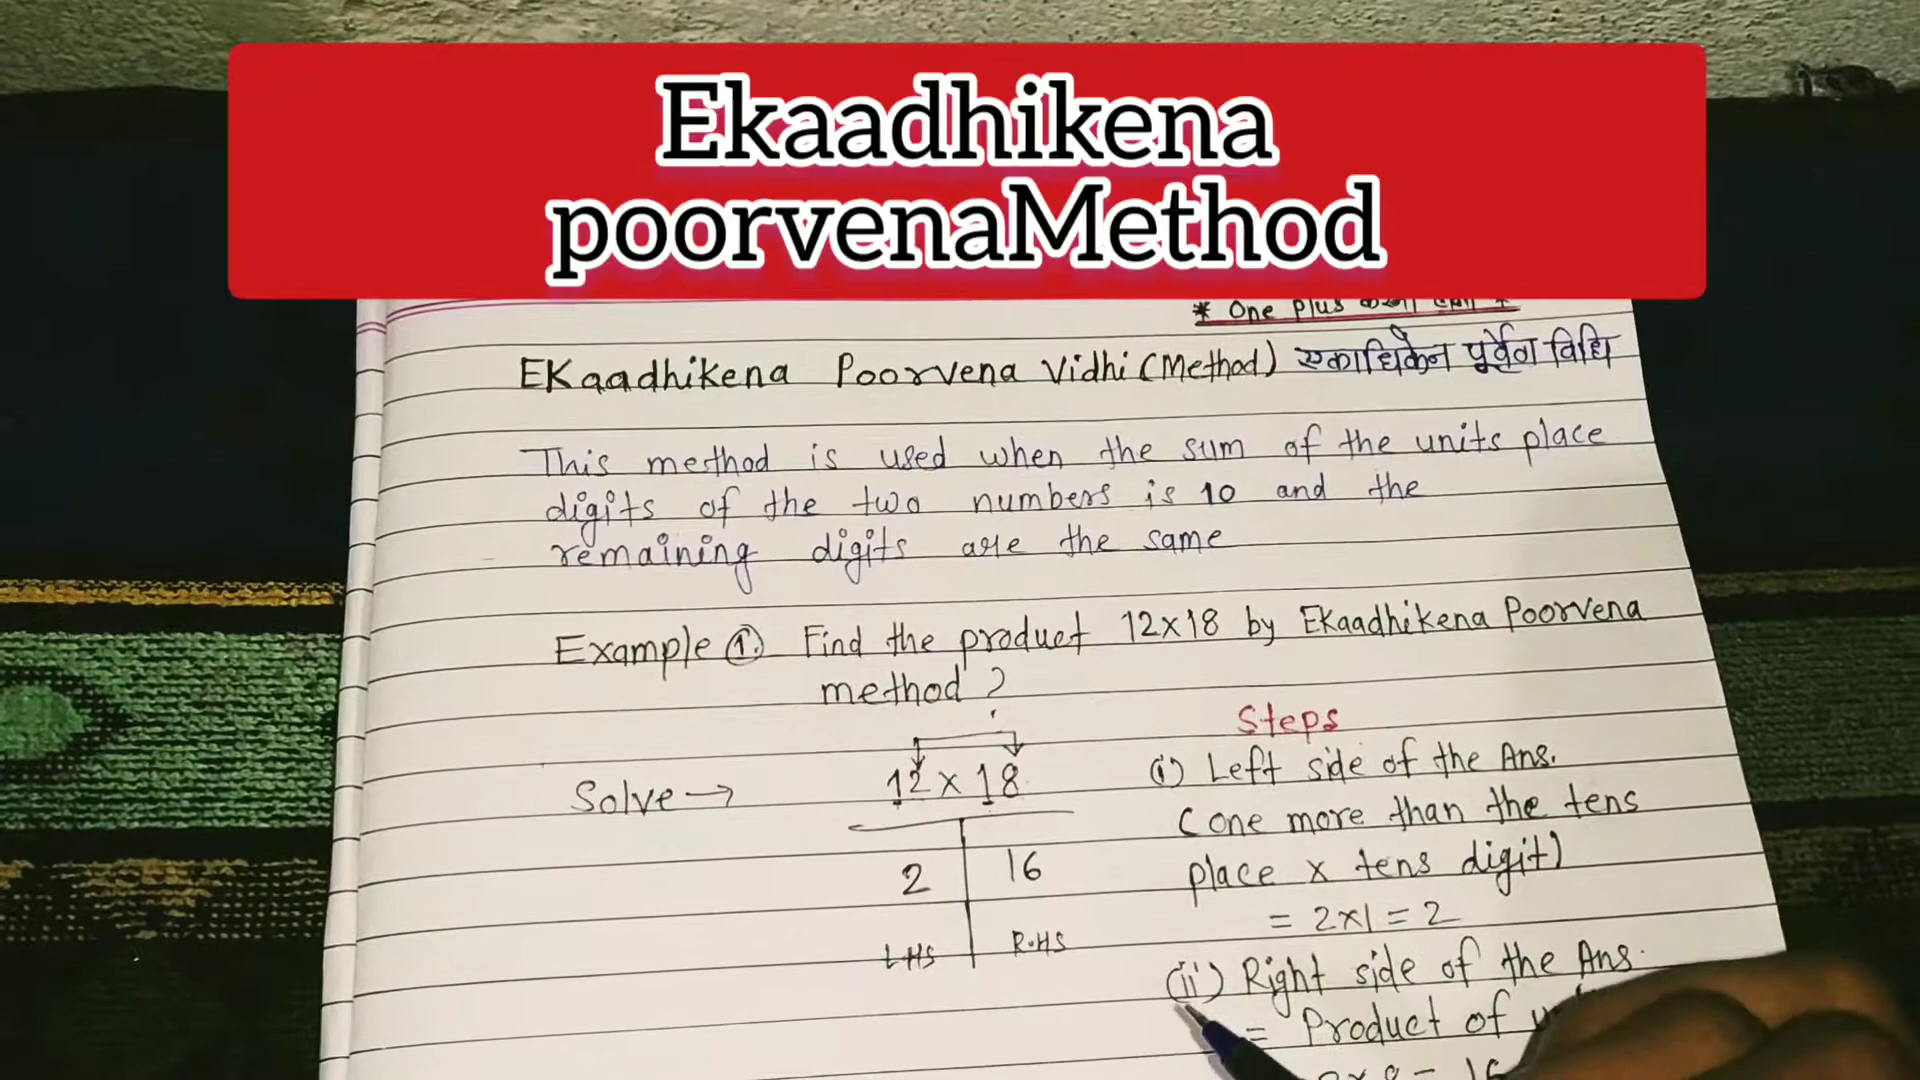 Ekaadhikena
poorvenaMethod
* One Plus
EKaadhikena Poorvena Vidhi (Method) एकाधिकेन पूर्वेन विधि
This method is used when the sum of the units place
digits of the two numbers is 10 and the
remaining digits are the same
Example ① Find the product 12x18 by Ekaadhikena Poorvena
method ?
Solve → 12 x 18
2 16
LHS R.HS
Steps
(i) Left side of the Ans.
(one more than the tens
place x tens digit)
= 2x1 = 2
(ii) Right side of the Ans.
= Product of